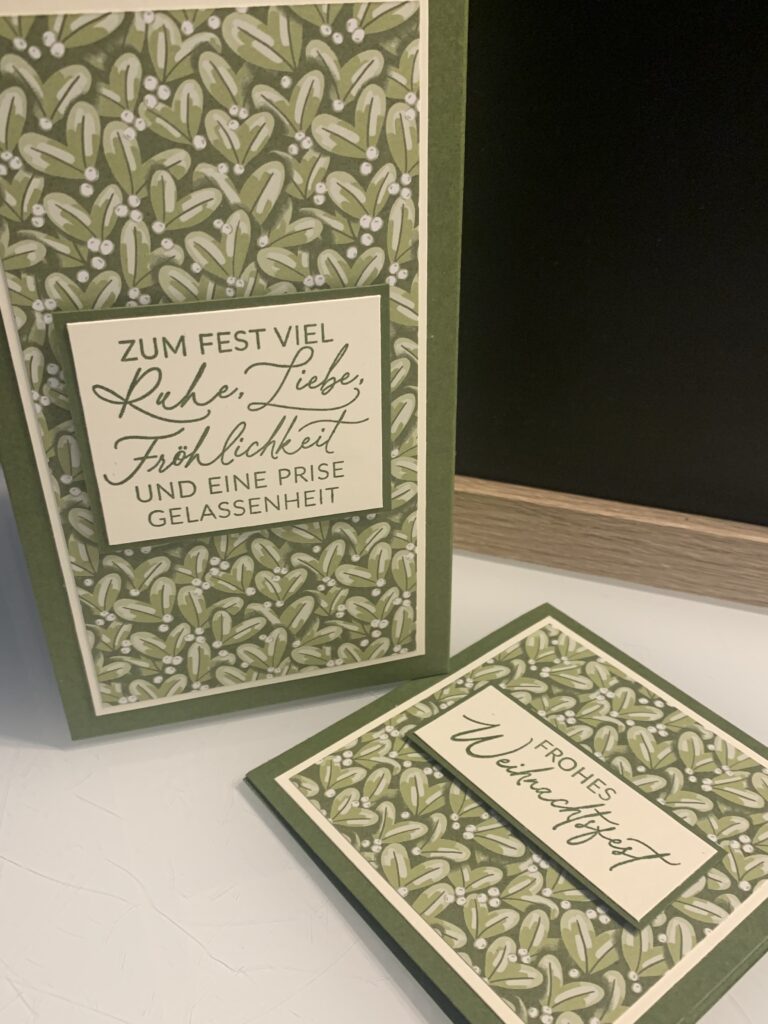 ZUM FEST VIEL
Ruhe, Liebe,
Fröhlichkeit
UND EINE PRISE
GELASSENHEIT
FROHES
Weihnachtsfest